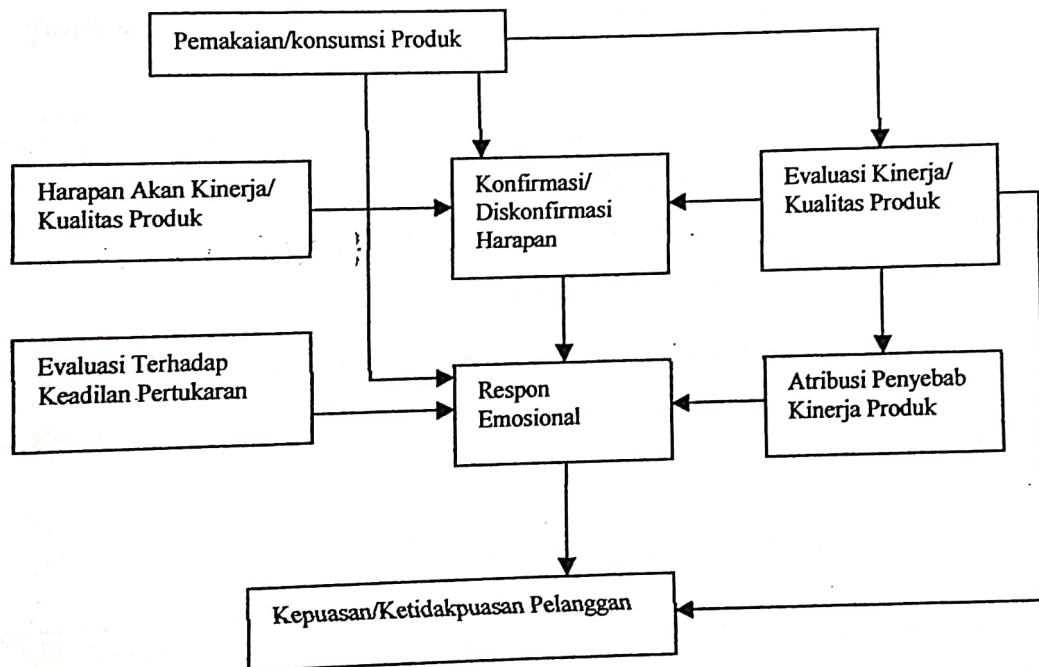 Pemakaian/konsumsi Produk
Harapan Akan Kinerja/
Kualitas Produk
Konfirmasi/
Diskonfirmasi
Harapan
Evaluasi Kinerja/
Kualitas Produk
Evaluasi Terhadap
Keadilan Pertukaran
Respon
Emosional
Atribusi Penyebab
Kinerja Produk
Kepuasan/Ketidakpuasan Pelanggan